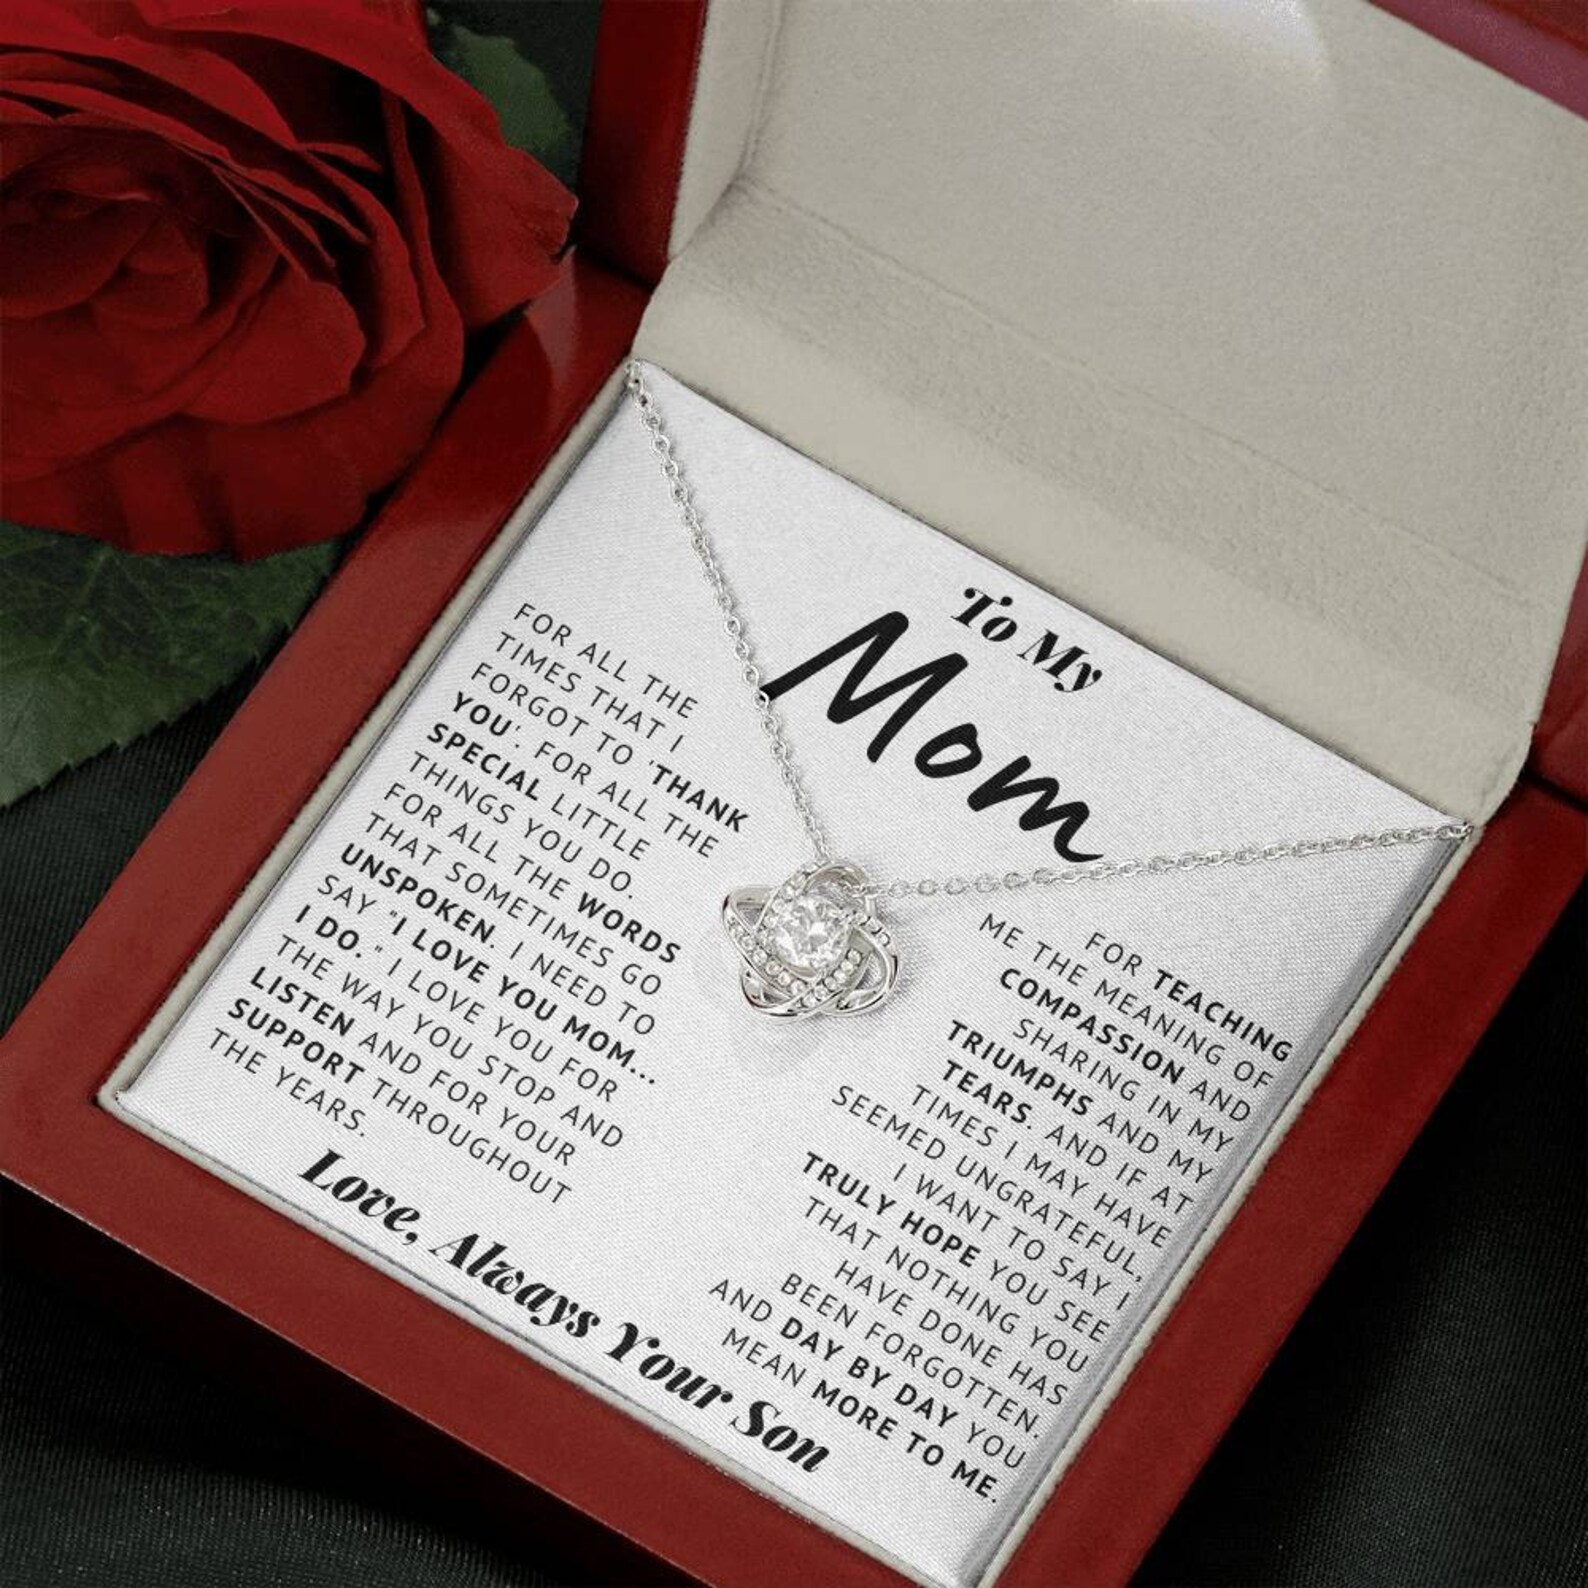 To My
Mom
FOR ALL THE
TIMES THAT I
FORGOT TO 'THANK
YOU'. FOR ALL THE
SPECIAL LITTLE
THINGS YOU DO.
FOR ALL THE WORDS
THAT SOMETIMES GO
UNSPOKEN. I NEED TO
SAY "I LOVE YOU MOM...
I DO." I LOVE YOU FOR
THE WAY YOU STOP AND
LISTEN AND FOR YOUR
SUPPORT THROUGHOUT
THE YEARS.
FOR TEACHING
ME THE MEANING OF
COMPASSION AND
SHARING IN MY
TRIUMPHS AND MY
TEARS. AND IF AT
TIMES I MAY HAVE
SEEMED UNGRATEFUL,
I WANT TO SAY I
TRULY HOPE YOU SEE
THAT NOTHING YOU
HAVE DONE HAS
BEEN FORGOTTEN.
AND DAY BY DAY YOU
MEAN MORE TO ME.
Love, Always Your Son